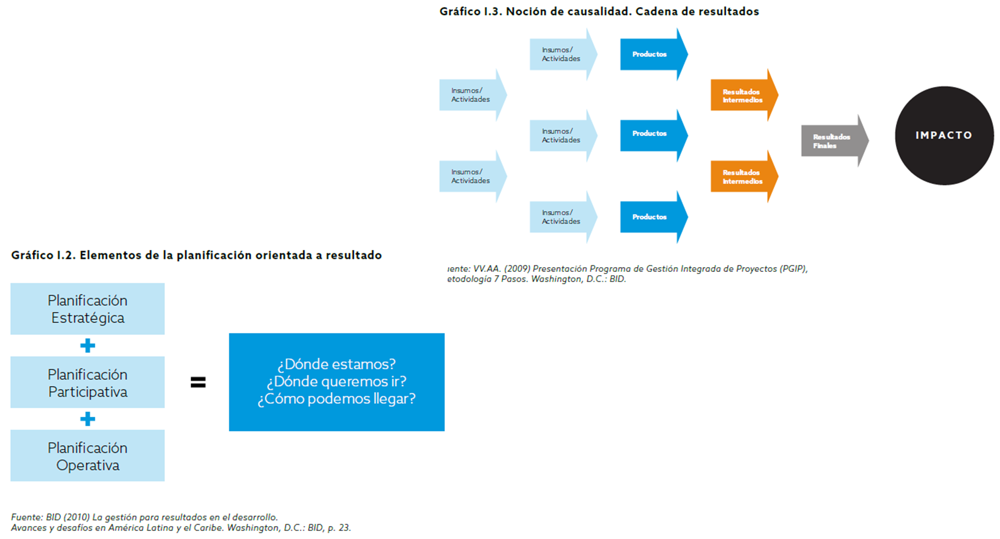 Gráfico I.3. Noción de causalidad. Cadena de resultados
Insumos/
Actividades
Insumos/
Actividades
Insumos/
Actividades
Insumos/
Actividades
Insumos/
Actividades
Productos
Productos
Productos
Resultados
Intermedios
Resultados
Intermedios
Resultados
Finales
IMPACTO
uente: VV.AA. (2009) Presentación Programa de Gestión Integrada de Proyectos (PGIP),
etodología 7 Pasos. Washington, D.C.: BID.
Gráfico I.2. Elementos de la planificación orientada a resultado
Planificación
Estratégica
+
Planificación
Participativa
+
Planificación
Operativa
=
¿Dónde estamos?
¿Dónde queremos ir?
¿Cómo podemos llegar?
Fuente: BID (2010) La gestión para resultados en el desarrollo.
Avances y desafíos en América Latina y el Caribe. Washington, D.C.: BID, p. 23.